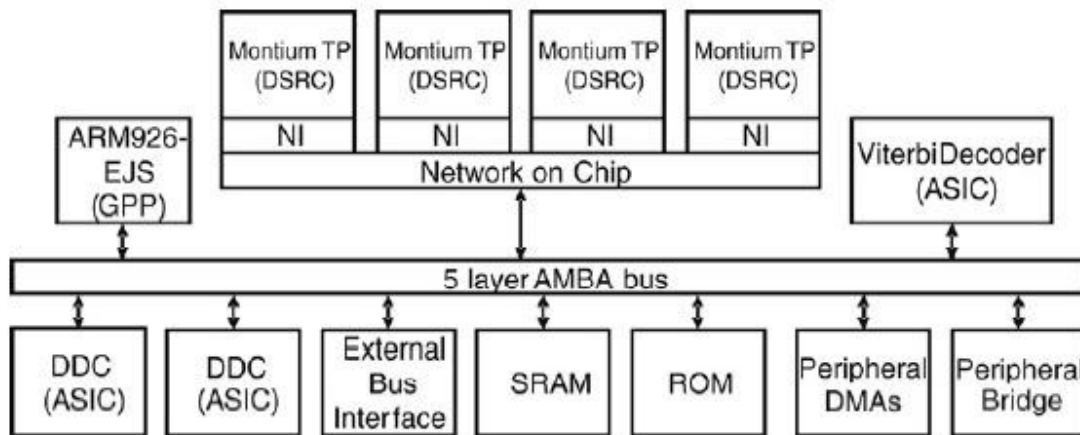 Montium TP
(DSRC)
Montium TP
(DSRC)
Montium TP
(DSRC)
Montium TP
(DSRC)
NI
NI
NI
NI
Network on Chip
ARM926-
EJS
(GPP)
ViterbiDecoder
(ASIC)
5 layer AMBA bus
DDC
(ASIC)
DDC
(ASIC)
External
Bus
Interface
SRAM
ROM
Peripheral
DMAs
Peripheral
Bridge